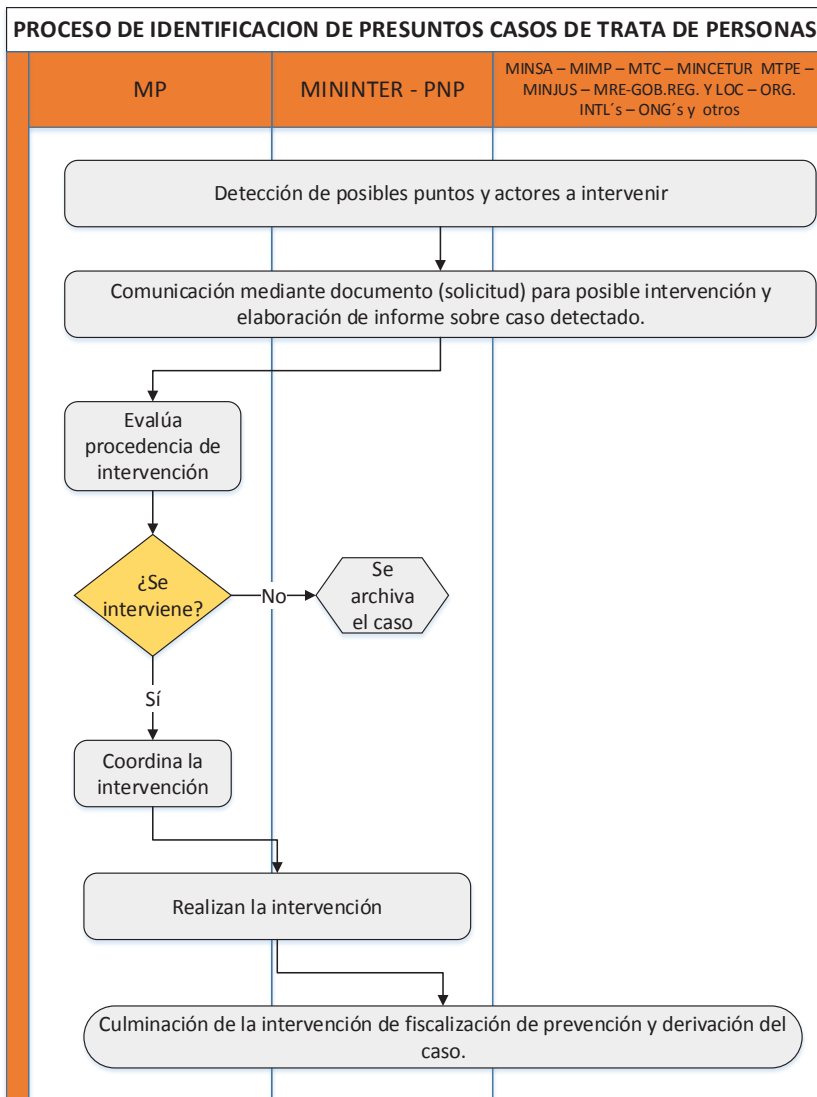 PROCESO DE IDENTIFICACION DE PRESUNTOS CASOS DE TRATA DE PERSONAS
MP
MININTER - PNP
MINSA – MIMP – MTC – MINCETUR MTPE –
MINJUS – MRE-GOB.REG. Y LOC – ORG.
INTL´s – ONG´s y otros
Detección de posibles puntos y actores a intervenir
Comunicación mediante documento (solicitud) para posible intervención y
elaboración de informe sobre caso detectado.
Evalúa
procedencia de
intervención
¿Se
interviene?
No
Se
archiva
el caso
Sí
Coordina la
intervención
Realizan la intervención
Culminación de la intervención de fiscalización de prevención y derivación del
caso.